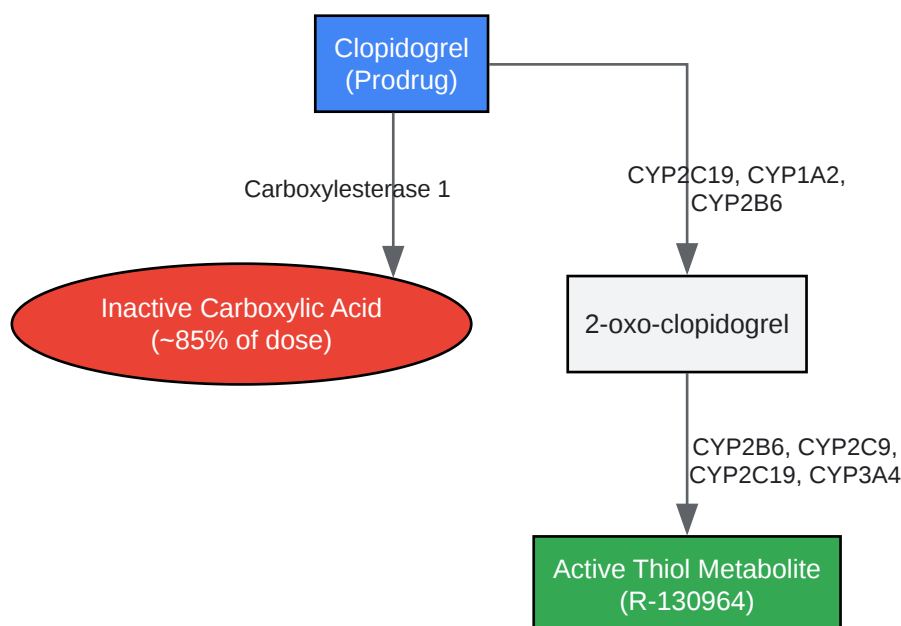 Clopidogrel
(Prodrug)
Carboxylesterase 1
CYP2C19, CYP1A2,
CYP2B6
Inactive Carboxylic Acid
(~85% of dose)
2-oxo-clopidogrel
CYP2B6, CYP2C9,
CYP2C19, CYP3A4
Active Thiol Metabolite
(R-130964)